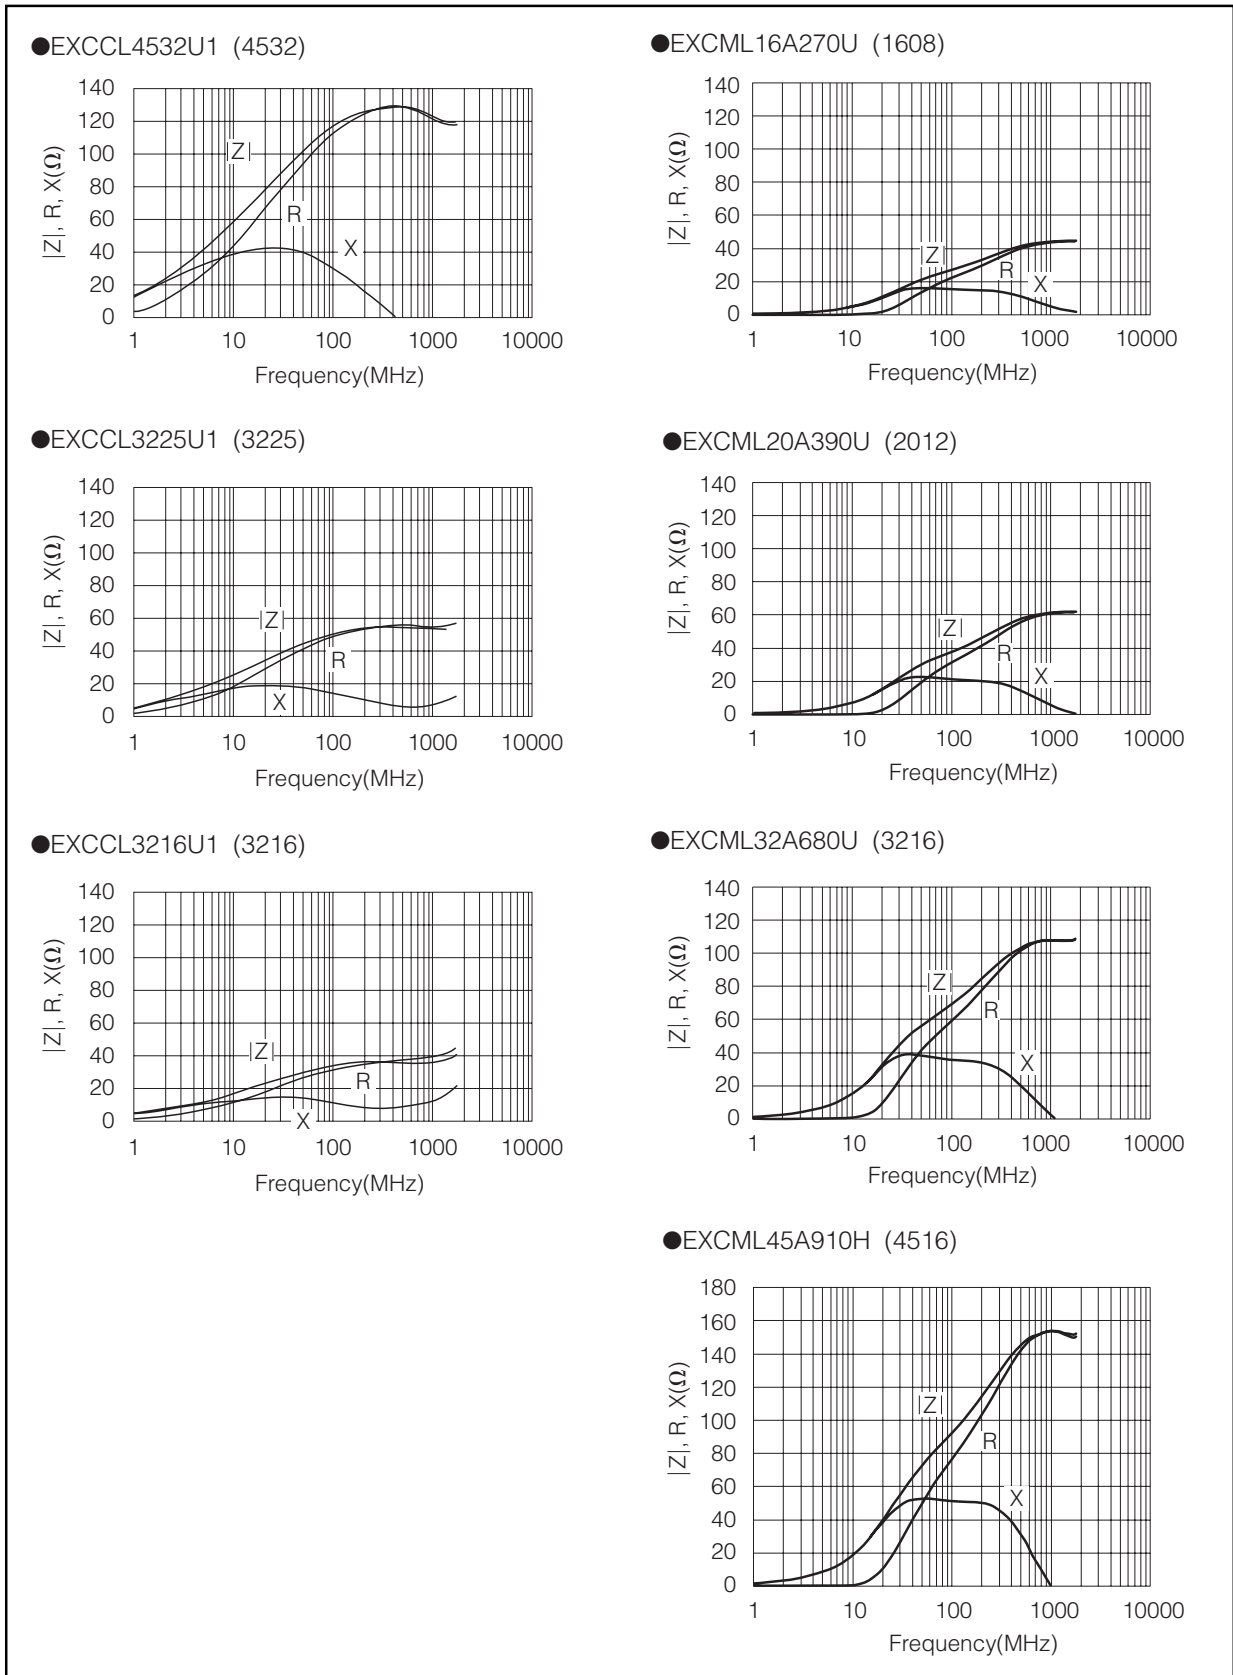 ●EXCCL4532U1 (4532)
|Z|, R, X(Ω)
140
120
100
80
60
40
20
0
|Z|
R
X
1 10 100 1000 10000
Frequency(MHz)
●EXCCL3225U1 (3225)
|Z|, R, X(Ω)
140
120
100
80
60
40
20
0
|Z|
R
X
1 10 100 1000 10000
Frequency(MHz)
●EXCCL3216U1 (3216)
|Z|, R, X(Ω)
140
120
100
80
60
40
20
0
|Z|
R
X
1 10 100 1000 10000
Frequency(MHz)
●EXCML16A270U (1608)
|Z|, R, X(Ω)
140
120
100
80
60
40
20
0
|Z|
R
X
1 10 100 1000 10000
Frequency(MHz)
●EXCML20A390U (2012)
|Z|, R, X(Ω)
140
120
100
80
60
40
20
0
|Z|
R
X
1 10 100 1000 10000
Frequency(MHz)
●EXCML32A680U (3216)
|Z|, R, X(Ω)
140
120
100
80
60
40
20
0
|Z|
R
X
1 10 100 1000 10000
Frequency(MHz)
●EXCML45A910H (4516)
|Z|, R, X(Ω)
180
160
140
120
100
80
60
40
20
0
|Z|
R
X
1 10 100 1000 10000
Frequency(MHz)